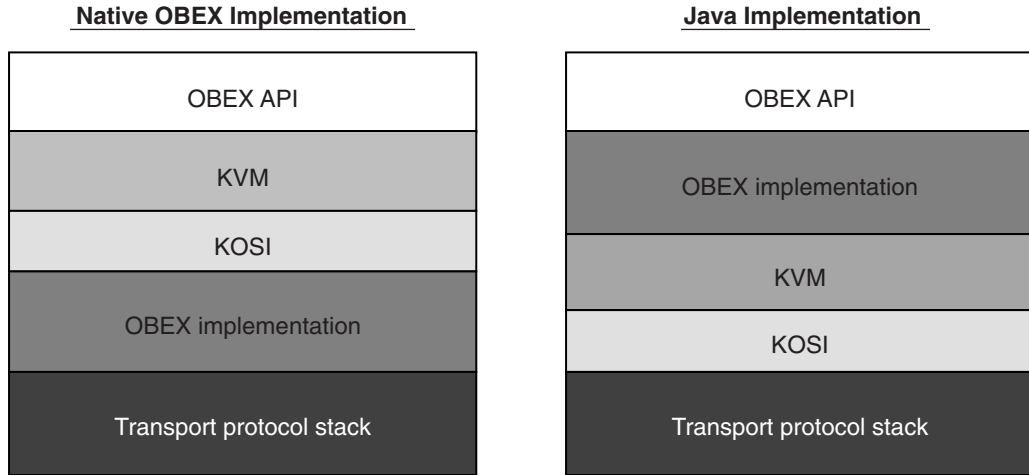 Native OBEX Implementation
OBEX API
KVM
KOSI
OBEX implementation
Transport protocol stack
Java Implementation
OBEX API
OBEX implementation
KVM
KOSI
Transport protocol stack